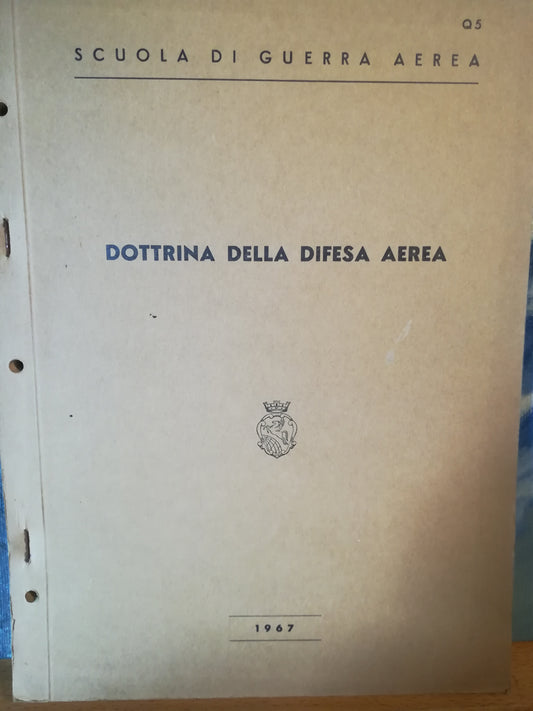 Q5
SCUOLA DI GUERRA AEREA
DOTTRINA DELLA DIFESA AEREA
1967